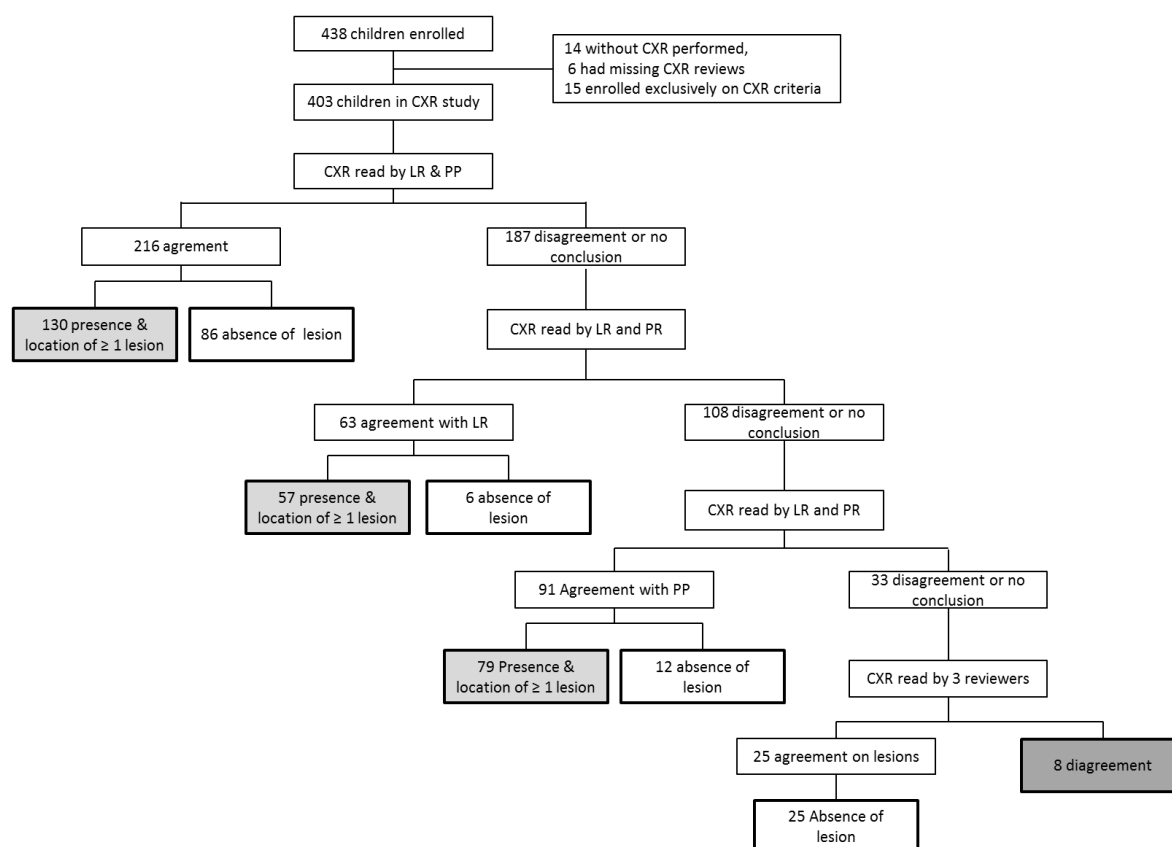 438 children enrolled
14 without CXR performed,
6 had missing CXR reviews
15 enrolled exclusively on CXR criteria
403 children in CXR study
CXR read by LR & PP
216 agrement
187 disagreement or no
conclusion
130 presence &
location of ≥ 1 lesion
86 absence of lesion
CXR read by LR and PR
63 agreement with LR
108 disagreement or no
conclusion
57 presence &
location of ≥ 1 lesion
6 absence of
lesion
CXR read by LR and PR
91 Agreement with PP
33 disagreement or no
conclusion
79 Presence &
location of ≥ 1 lesion
12 absence of
lesion
CXR read by 3 reviewers
25 agreement on lesions
8 diagreement
25 Absence of
lesion